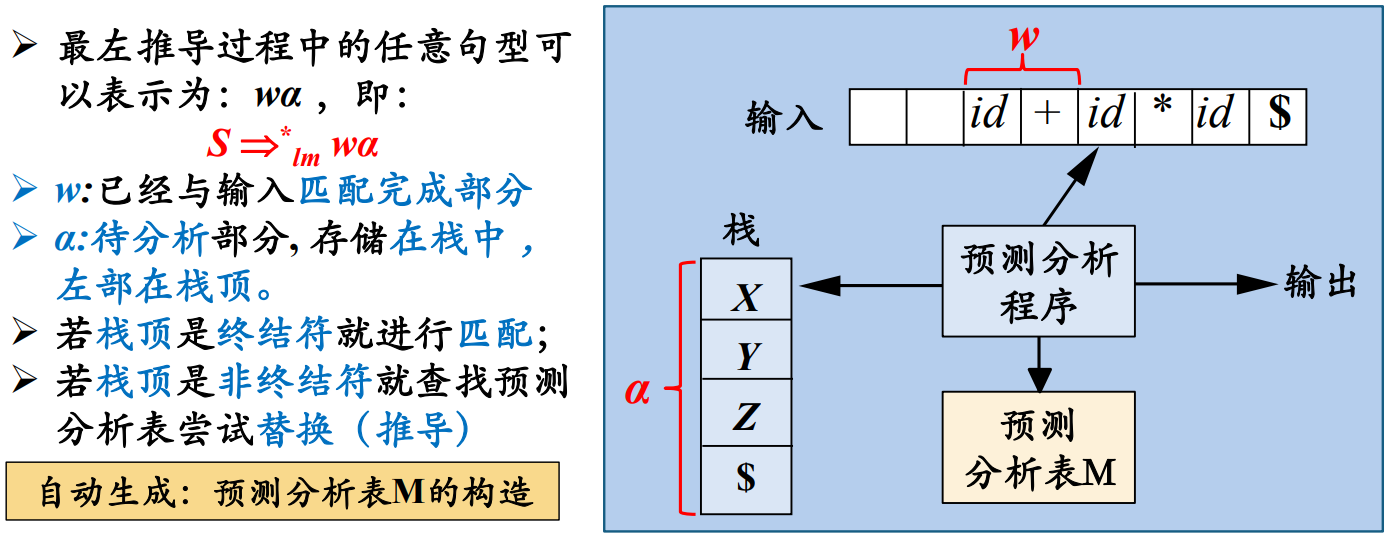 ➢ 最左推导过程中的任意句型可
以表示为：wα ，即：
S ⇒*lm wα
➢ w:已经与输入匹配完成部分
➢ α:待分析部分, 存储在栈中，
左部在栈顶。
➢ 若栈顶是终结符就进行匹配；
➢ 若栈顶是非终结符就查找预测
分析表尝试替换（推导）
自动生成：预测分析表M的构造
w
输入 id + id * id $
栈
X
Y
Z
$
α
预测分析
程序
输出
预测
分析表M